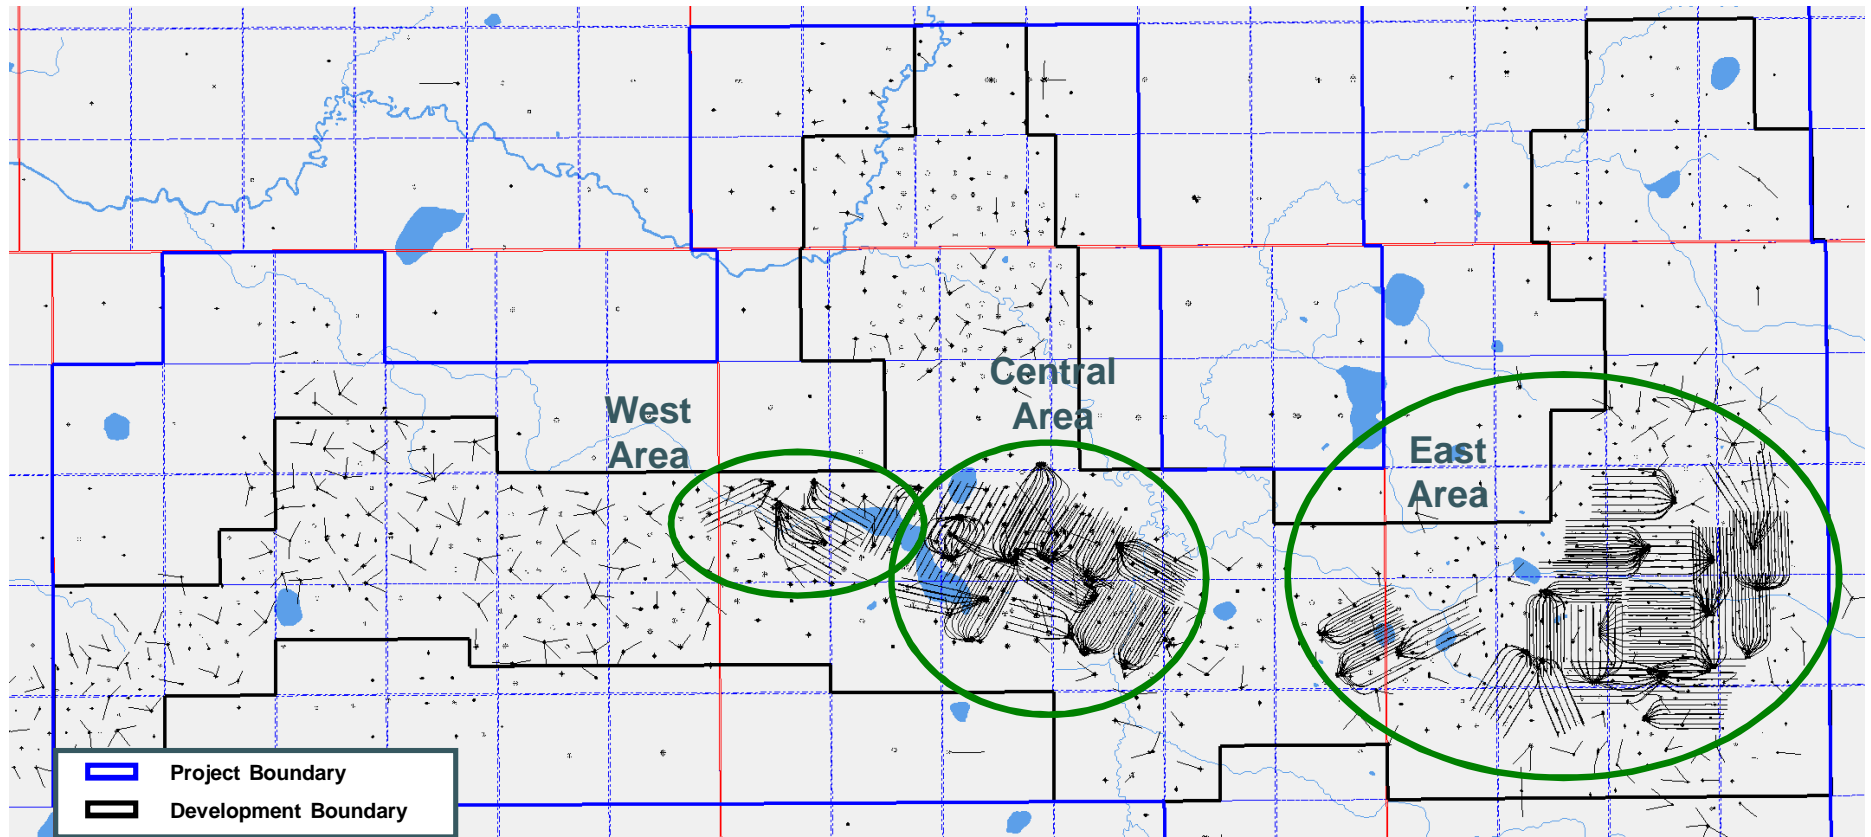 Central
Area
West
Area
East
Area
Project Boundary
Development Boundary